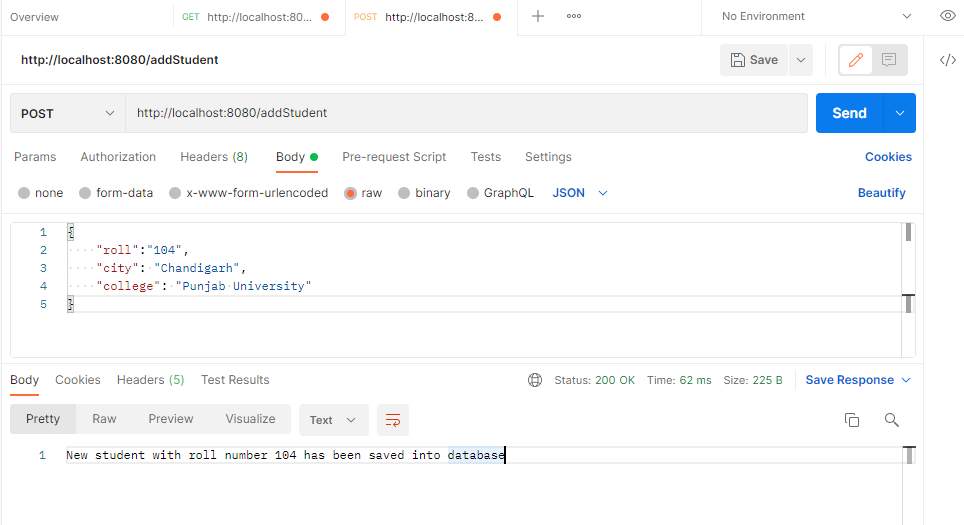 Overview GET http://localhost:80... POST http://localhost:8... No Environment
http://localhost:8080/addStudent Save
POST http://localhost:8080/addStudent Send
Params Authorization Headers (8) Body Pre-request Script Tests Settings Cookies
none form-data x-www-form-urlencoded raw binary GraphQL JSON Beautify
1 {
2 "roll":"104",
3 "city": "Chandigarh",
4 "college": "Punjab University"
5 }
Body Cookies Headers (5) Test Results Status: 200 OK Time: 62 ms Size: 225 B Save Response
Pretty Raw Preview Visualize Text
1 New student with roll number 104 has been saved into database